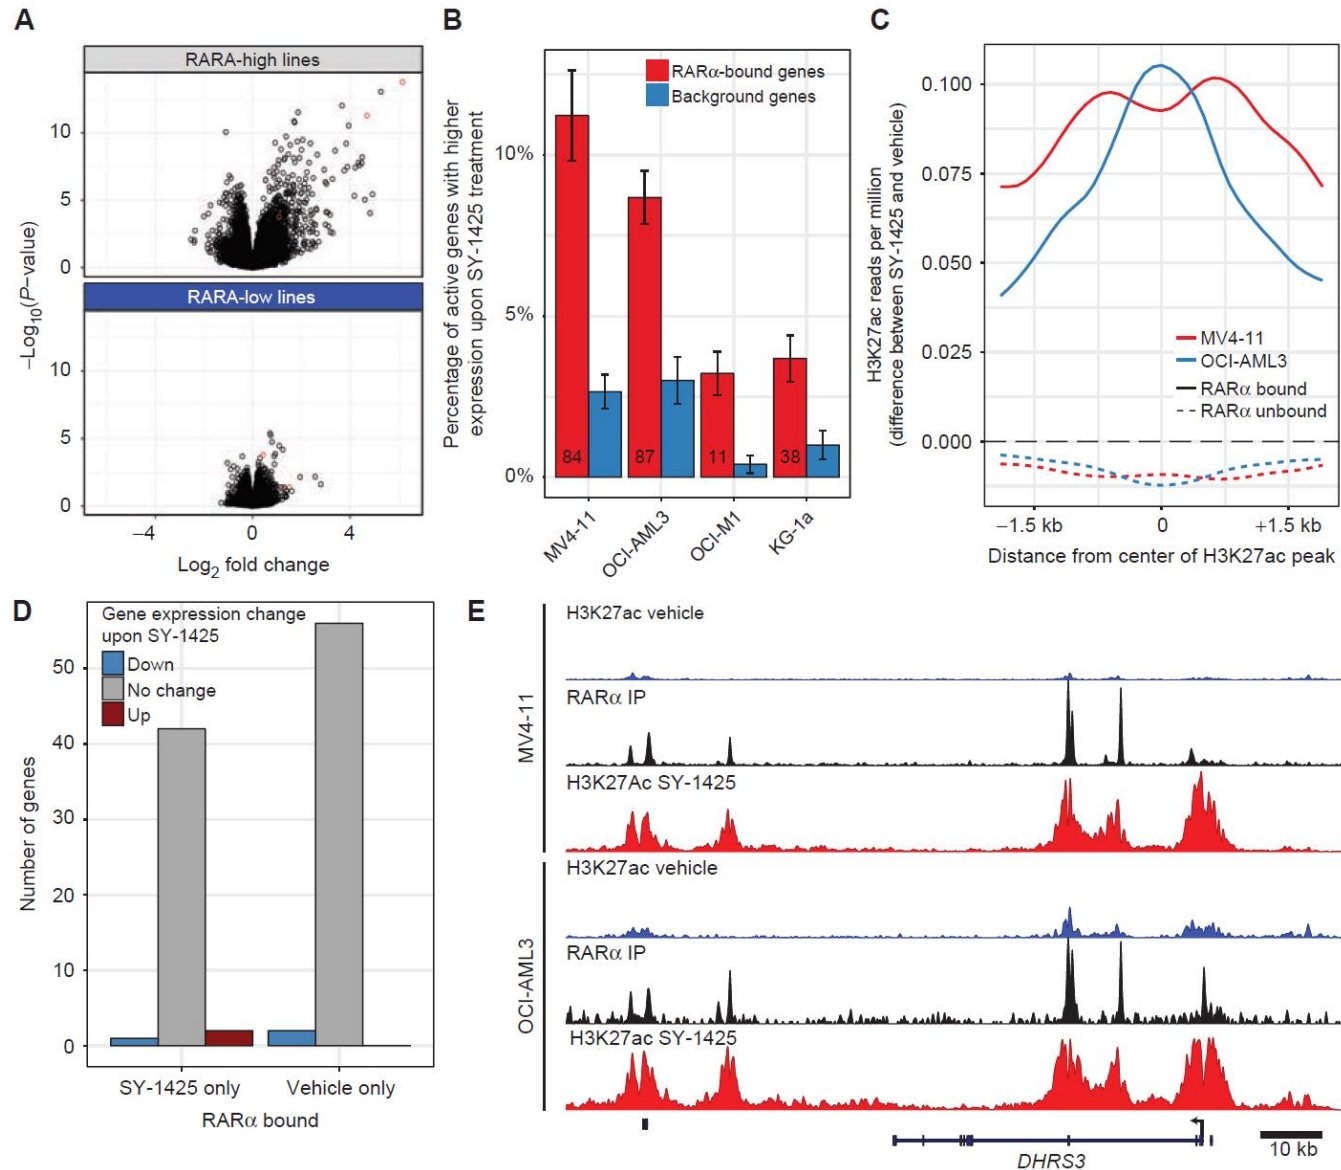 A
RARA-high lines
10
5
0
RARA-low lines
10
5
0
−4
0
4
Log2 fold change
−Log10(P−value)
B
RARα-bound genes
Background genes
10%
5%
0%
84
87
11
38
MV4-11
OCI-AML3
OCI-M1
KG-1a
Percentage of active genes with higher
expression upon SY-1425 treatment
C
0.100
0.075
0.050
0.025
0.000
MV4-11
OCI-AML3
RARα bound
RARα unbound
−1.5 kb
0
+1.5 kb
Distance from center of H3K27ac peak
H3K27ac reads per million
(difference between SY-1425 and vehicle)
D
Gene expression change
upon SY-1425
Down
No change
Up
50
40
30
20
10
0
SY-1425 only
Vehicle only
RARα bound
Number of genes
E
MV4-11
H3K27ac vehicle
RARα IP
H3K27Ac SY-1425
OCI-AML3
H3K27ac vehicle
RARα IP
H3K27ac SY-1425
DHRS3
10 kb